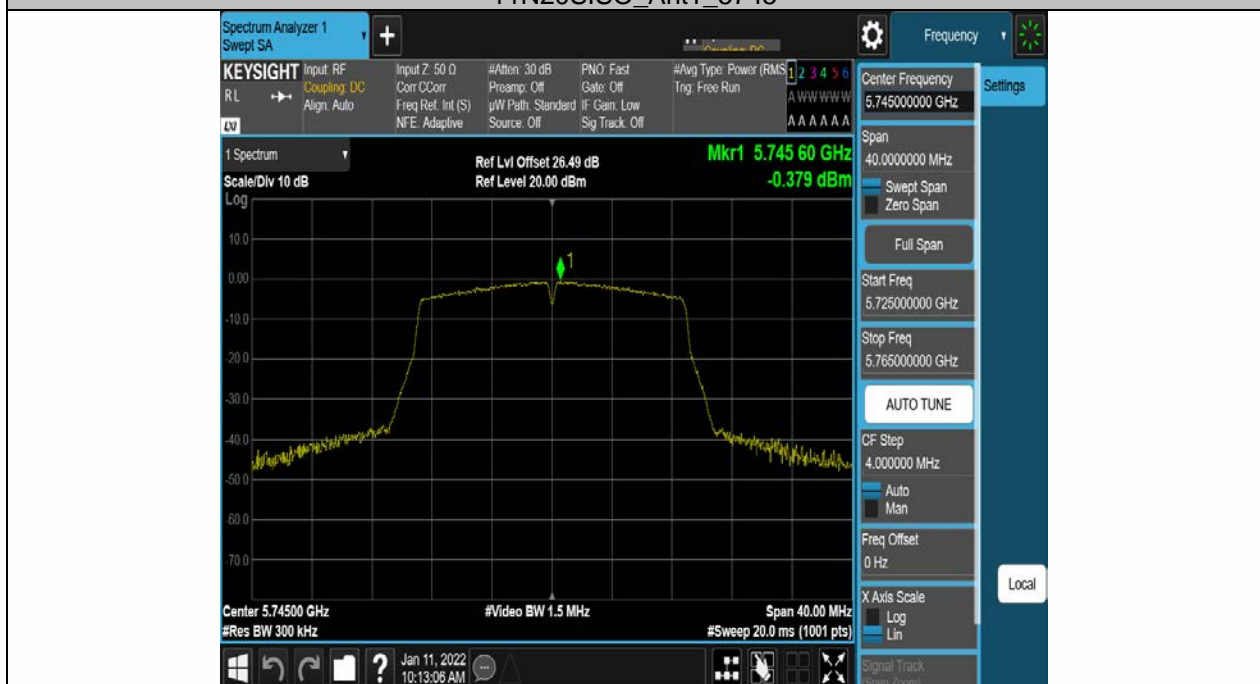 11N20SISO_Ant1_5745
Spectrum Analyzer 1
Swept SA
Frequency
Coupling: DC
KEYSIGHT
RL
LXI
Input: RF
Coupling: DC
Align: Auto
Input Z: 50 Ω
Corr CCorr
Freq Ref: Int (S)
NFE: Adaptive
#Atten: 30 dB
Preamp: Off
µW Path: Standard
Source: Off
PNO: Fast
Gate: Off
IF Gain: Low
Sig Track: Off
#Avg Type: Power (RMS
Trig: Free Run
1 2 3 4 5 6
A W W W W W
A A A A A A
1 Spectrum
Scale/Div 10 dB
Log
Ref Lvl Offset 26.49 dB
Ref Level 20.00 dBm
Mkr1 5.745 60 GHz
-0.379 dBm
10.0
0.00
1
-10.0
-20.0
-30.0
-40.0
-50.0
-60.0
-70.0
Center 5.74500 GHz
#Res BW 300 kHz
#Video BW 1.5 MHz
Span 40.00 MHz
#Sweep 20.0 ms (1001 pts)
Jan 11, 2022
10:13:06 AM
Center Frequency
5.745000000 GHz
Span
40.0000000 MHz
Swept Span
Zero Span
Full Span
Start Freq
5.725000000 GHz
Stop Freq
5.765000000 GHz
AUTO TUNE
CF Step
4.000000 MHz
Auto
Man
Freq Offset
0 Hz
X Axis Scale
Log
Lin
Signal Track
(Span Zoom)
Settings
Local